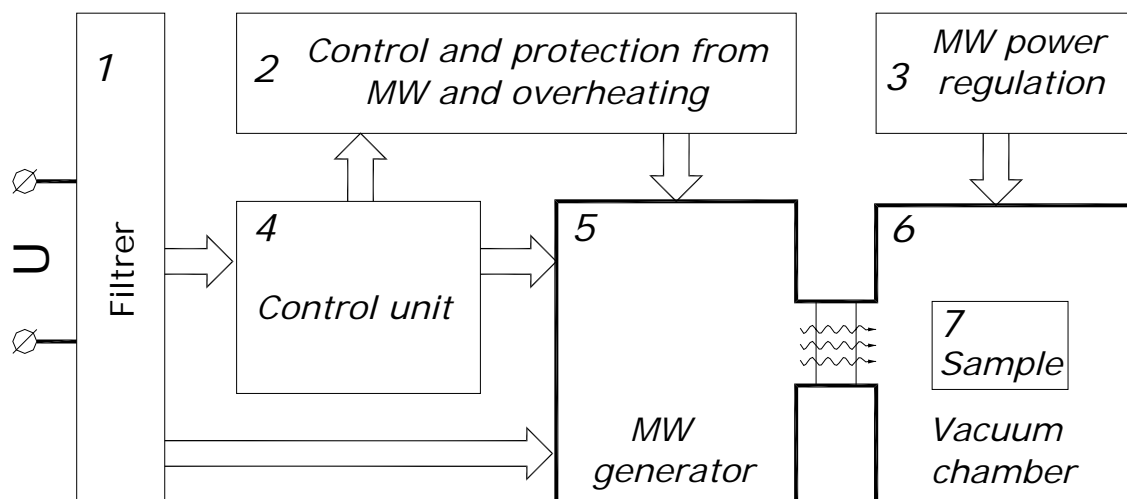 1
Filtrer
U
2
Control and protection from
MW and overheating
3
MW power
regulation
4
Control unit
5
MW
generator
6
7
Sample
Vacuum
chamber